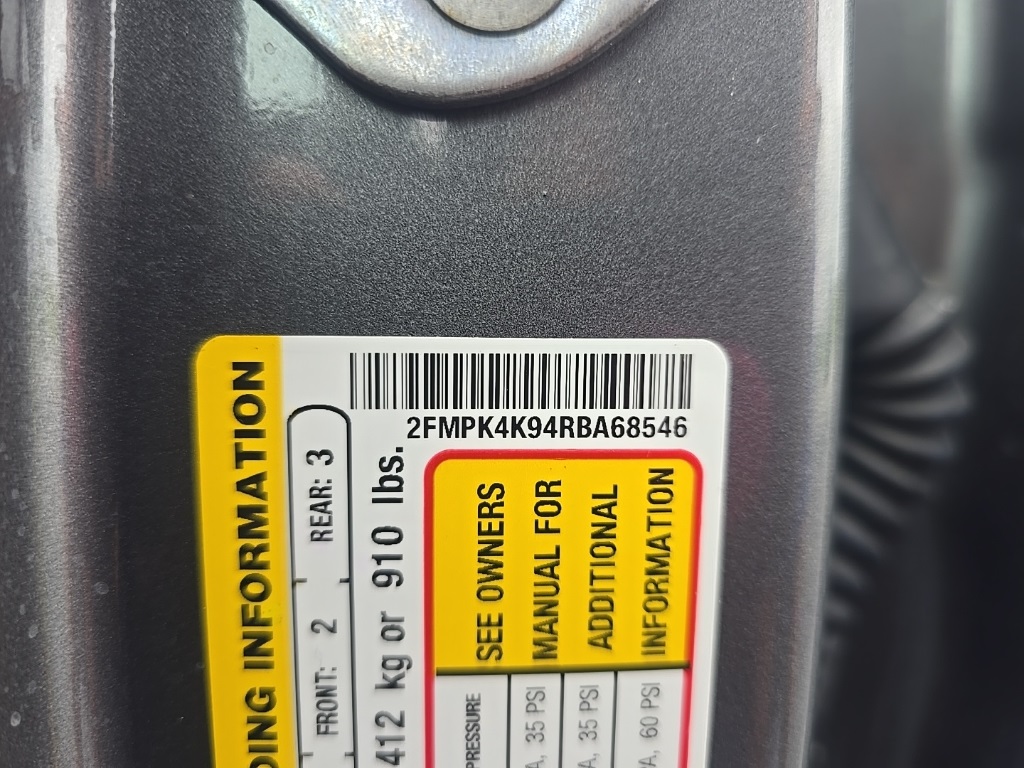 2FMPK4K94RBA68546
DING INFORMATION
FRONT: 2 REAR: 3
412 kg or 910 lbs.
SEE OWNERS
MANUAL FOR
ADDITIONAL
INFORMATION
PRESSURE
35 PSI
35 PSI
60 PSI